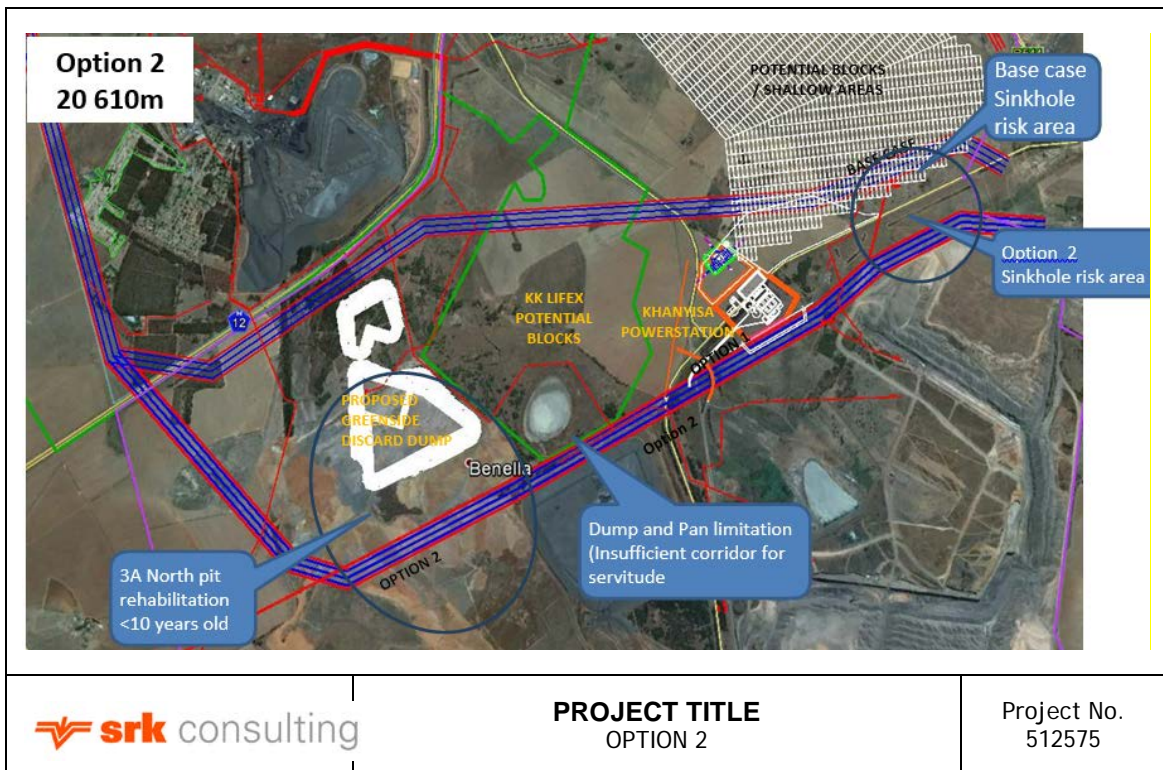 Option 2
20 610m
POTENTIAL BLOCKS
/ SHALLOW AREAS
Base case
Sinkhole
risk area
BASE CASE
Option 2
Sinkhole risk area
N
12
KK LIFEX
POTENTIAL
BLOCKS
KHANYISA
POWERSTATION
OPTION 1
PROPOSED
GREENSIDE
DISCARD DUMP
Option 2
Benella
OPTION 2
Dump and Pan limitation
(Insufficient corridor for
servitude
3A North pit
rehabilitation
<10 years old
srk consulting
PROJECT TITLE
OPTION 2
Project No.
512575